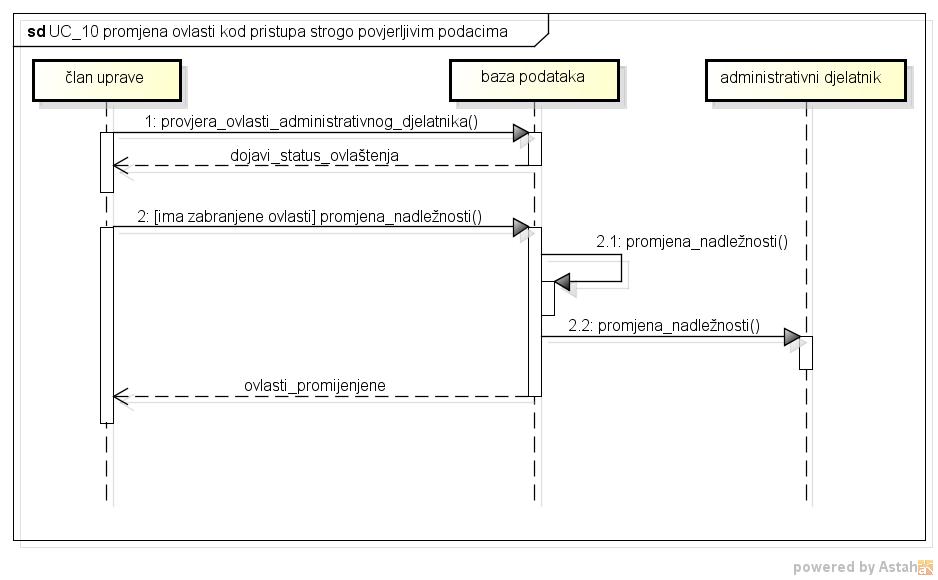 sd UC_10 promjena ovlasti kod pristupa strogo povjerljivim podacima
član uprave
baza podataka
administrativni djelatnik
1: provjera_ovlasti_administrativnog_djelatnika()
dojavi_status_ovlaštenja
2: [ima zabranjene ovlasti] promjena_nadležnosti()
2.1: promjena_nadležnosti()
2.2: promjena_nadležnosti()
ovlasti_promijenjene
powered by Astah